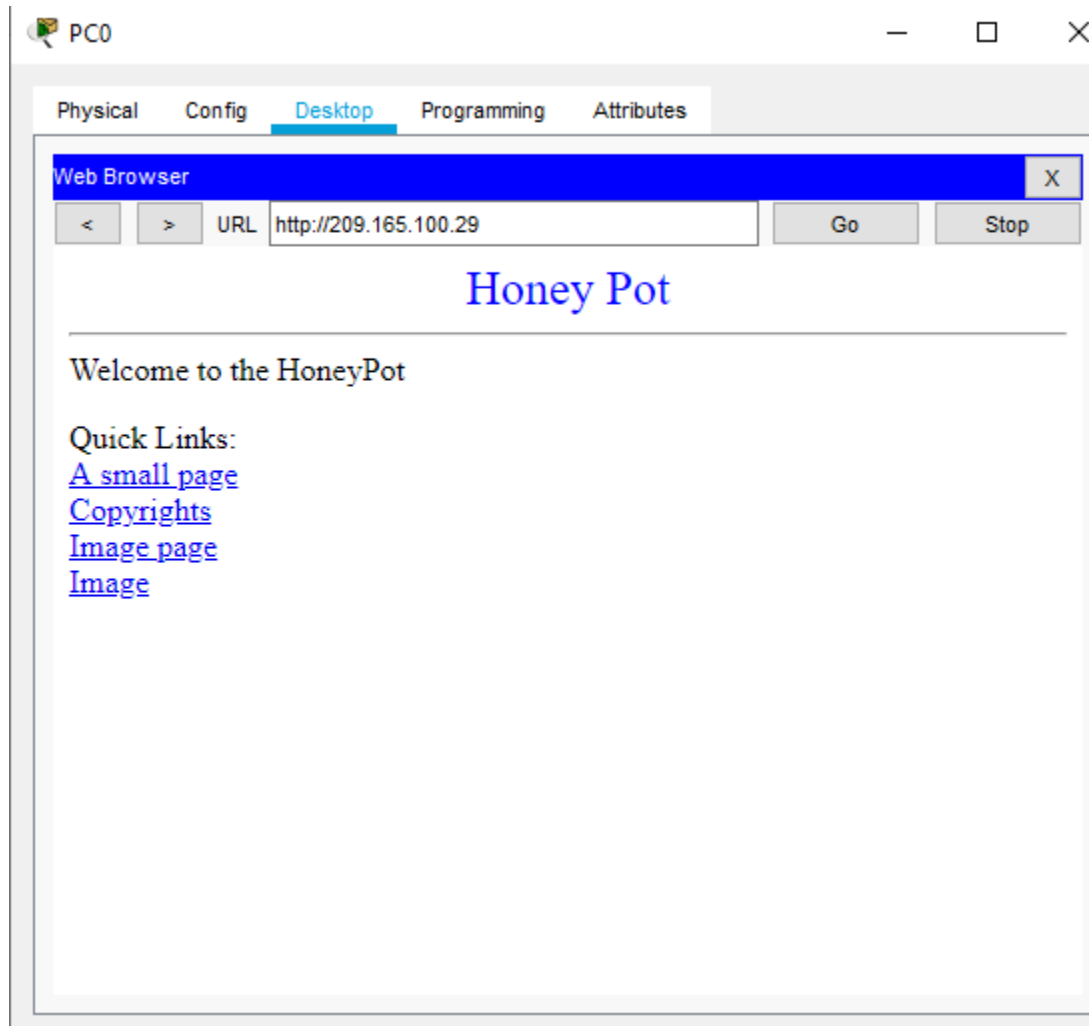 PC0
Physical Config Desktop Programming Attributes
Web Browser X
< > URL http://209.165.100.29 Go Stop
Honey Pot
Welcome to the HoneyPot
Quick Links:
A small page
Copyrights
Image page
Image